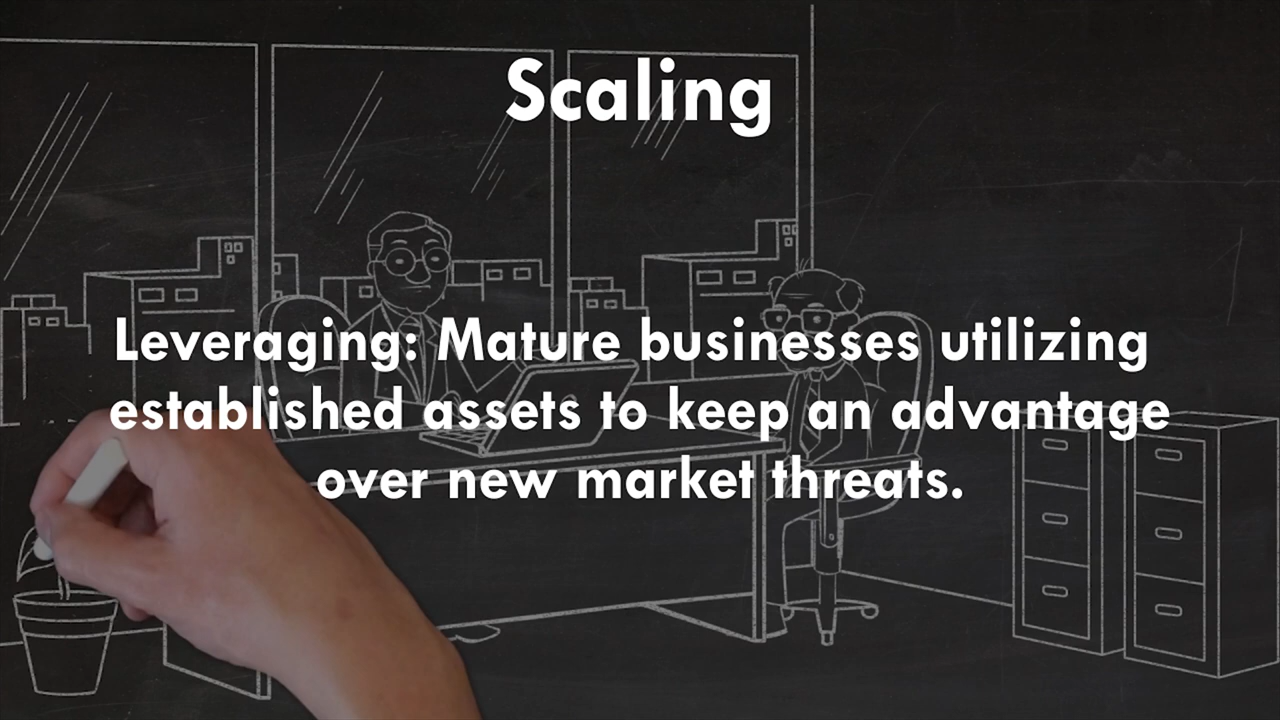 Scaling
Leveraging: Mature businesses utilizing
established assets to keep an advantage
over new market threats.